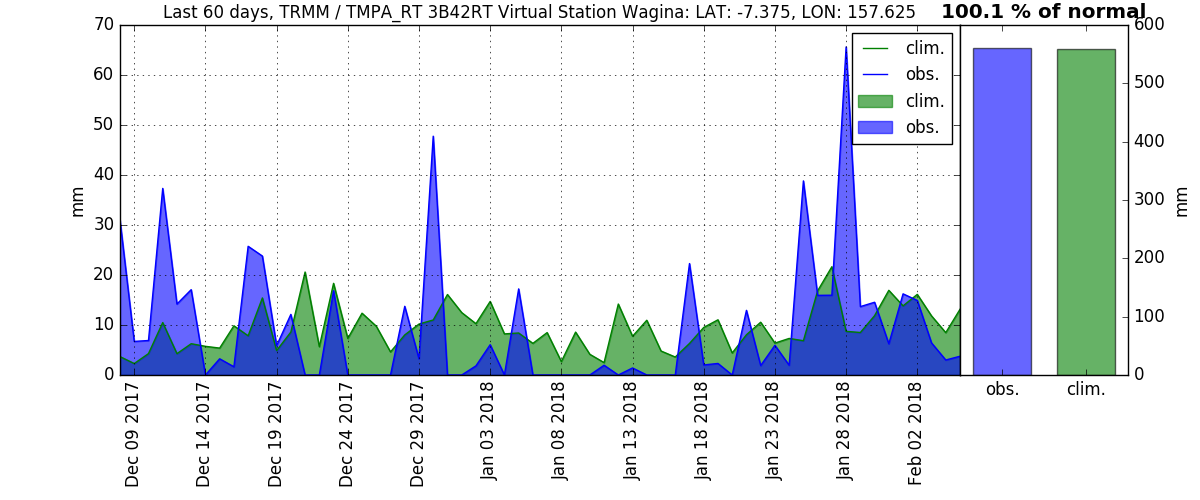 Last 60 days, TRMM / TMPA_RT 3B42RT Virtual Station Wagina: LAT: -7.375, LON: 157.625
100.1 % of normal
70
60
50
40
30
20
10
0
mm
clim.
obs.
clim.
obs.
Dec 09 2017
Dec 14 2017
Dec 19 2017
Dec 24 2017
Dec 29 2017
Jan 03 2018
Jan 08 2018
Jan 13 2018
Jan 18 2018
Jan 23 2018
Jan 28 2018
Feb 02 2018
600
500
400
300
200
100
0
mm
obs.
clim.